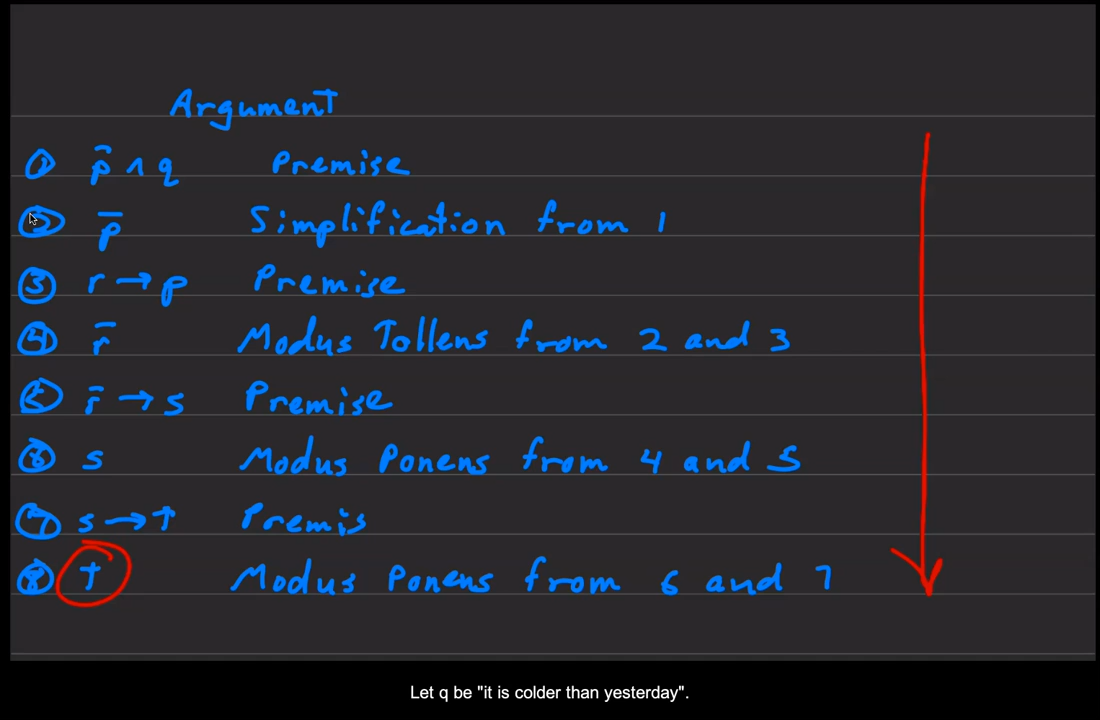 Argument
① p̄ ∧ q Premise
② p̄ Simplification from 1
③ r → p Premise
④ r̄ Modus Tollens from 2 and 3
⑤ r̄ → s Premise
⑥ s Modus Ponens from 4 and 5
⑦ s → t Premis
⑧ t Modus Ponens from 6 and 7
Let q be "it is colder than yesterday".